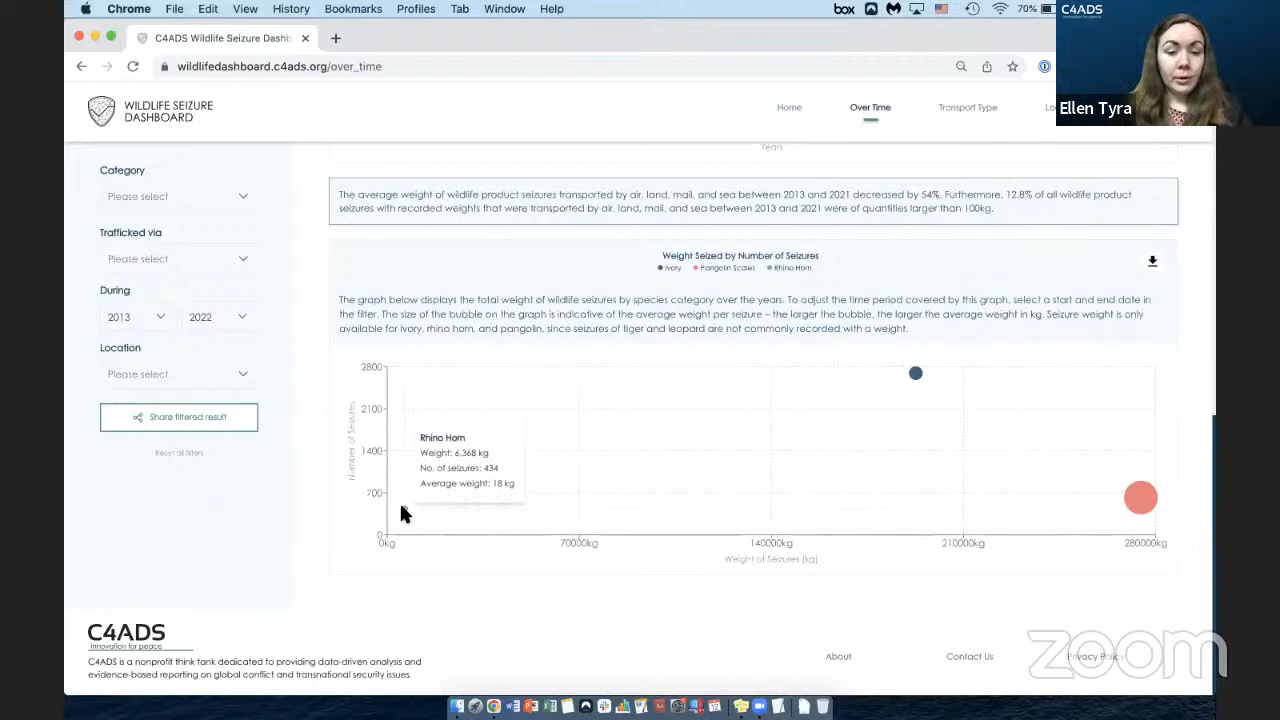 Chrome File Edit View History Bookmarks Profiles Tab Window Help box 70%
C4ADS Wildlife Seizure Dashb
wildlifedashboard.c4ads.org/over_time
C4ADS
innovation for peace
Ellen Tyra
WILDLIFE SEIZURE
DASHBOARD
Home Over Time Transport Type
Years
Category
Please select
Trafficked via
Please select
During
2013 2022
Location
Please select
Share filtered result
Reset all filters
The average weight of wildlife product seizures transported by air, land, mail, and sea between 2013 and 2021 decreased by 54%. Furthermore, 12.8% of all wildlife product
seizures with recorded weights that were transported by air, land, mail, and sea between 2013 and 2021 were of quantities larger than 100kg.
Weight Seized by Number of Seizures
Ivory Pangolin Scales Rhino Horn
The graph below displays the total weight of wildlife seizures by species category over the years. To adjust the time period covered by this graph, select a start and end date in
the filter. The size of the bubble on the graph is indicative of the average weight per seizure – the larger the bubble, the larger the average weight in kg. Seizure weight is only
available for ivory, rhino horn, and pangolin, since seizures of tiger and leopard are not commonly recorded with a weight.
2800
2100
1400
700
0
Number of Seizures
Rhino Horn
Weight: 6,368 kg
No. of seizures: 434
Average weight: 18 kg
0kg 70000kg 140000kg 210000kg 280000kg
Weight of Seizures (kg)
C4ADS
innovation for peace
C4ADS is a nonprofit think tank dedicated to providing data-driven analysis and
evidence-based reporting on global conflict and transnational security issues.
About Contact Us Privacy Policy
zoom